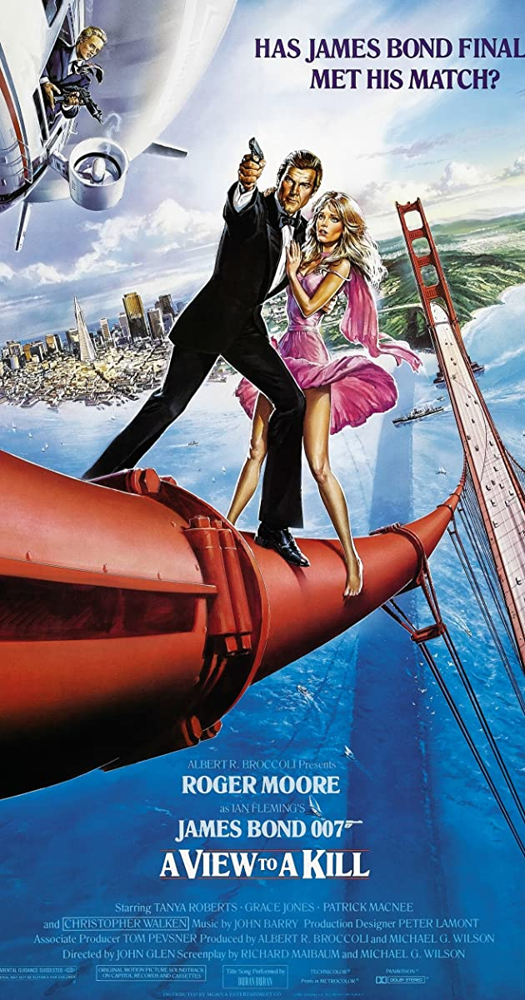 HAS JAMES BOND FINAL
MET HIS MATCH?
ALBERT R. BROCCOLI Presents
ROGER MOORE
as IAN FLEMING'S
JAMES BOND 007
A VIEW TO A KILL
Starring TANYA ROBERTS · GRACE JONES · PATRICK MACNEE
and CHRISTOPHER WALKEN Music by JOHN BARRY Production Designer PETER LAMONT
Associate Producer TOM PEVSNER Produced by ALBERT R. BROCCOLI and MICHAEL G. WILSON
Directed by JOHN GLEN Screenplay by RICHARD MAIBAUM and MICHAEL G. WILSON
PARENTAL GUIDANCE SUGGESTED
ORIGINAL MOTION PICTURE SOUNDTRACK
ON CAPITOL RECORDS AND CASSETTES
Title Song Performed by
DURAN DURAN
TECHNICOLOR
Prints in METROCOLOR
PANAVISION
DOLBY STEREO
DISTRIBUTED BY MGM/UA ENTERTAINMENT CO